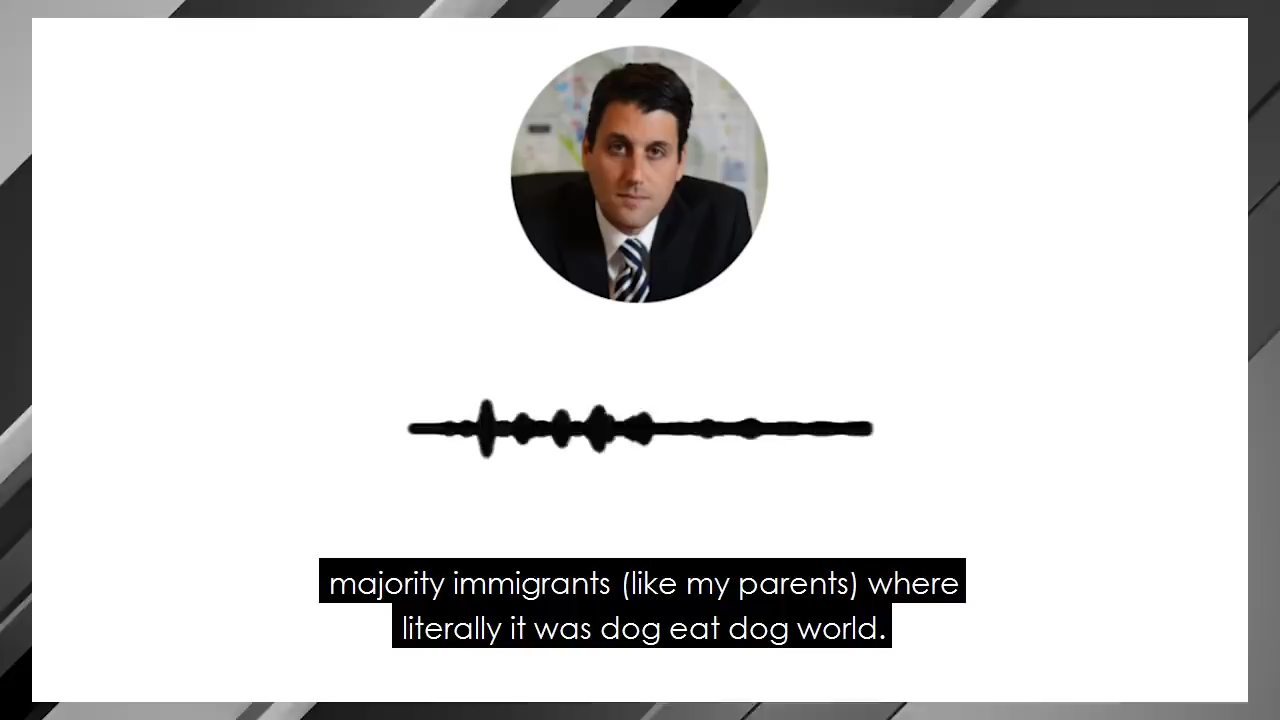 majority immigrants (like my parents) where
literally it was dog eat dog world.